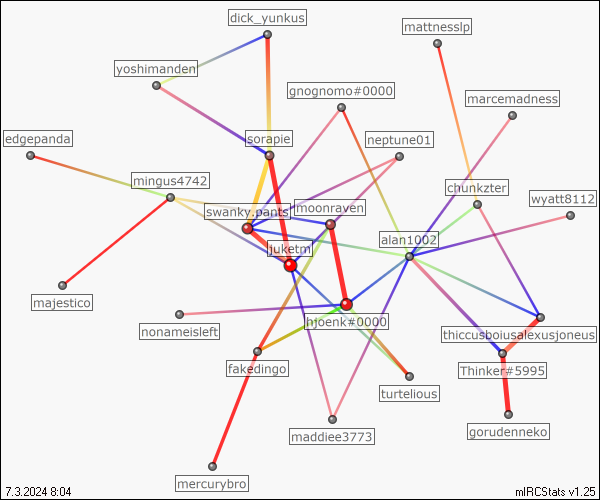 dick_yunkus
mattnesslp
yoshimanden
gnognomo#0000
marcemadness
edgepanda
sorapie
neptune01
mingus4742
chunkzter
wyatt8112
swanky.pants
moonraven
alan1002
juketm
majestico
hjoenk#0000
nonameisleft
thiccusboiusalexusjoneus
fakedingo
Thinker#5995
turtelious
maddiee3773
gorudenneko
mercurybro
7.3.2024 8:04
mIRCStats v1.25